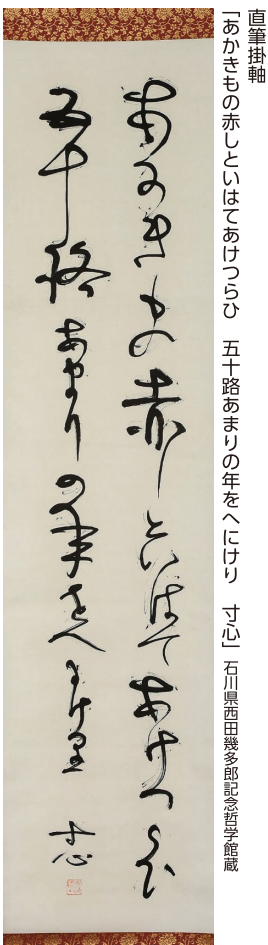 直筆掛軸
「あかきもの赤しといはてあけつらひ　五十路あまりの年をへにけり　寸心」 石川県西田幾多郎記念哲学館蔵
あかきもの赤しといはてあけつらひ
五十路あまりの年をへにけり 寸心